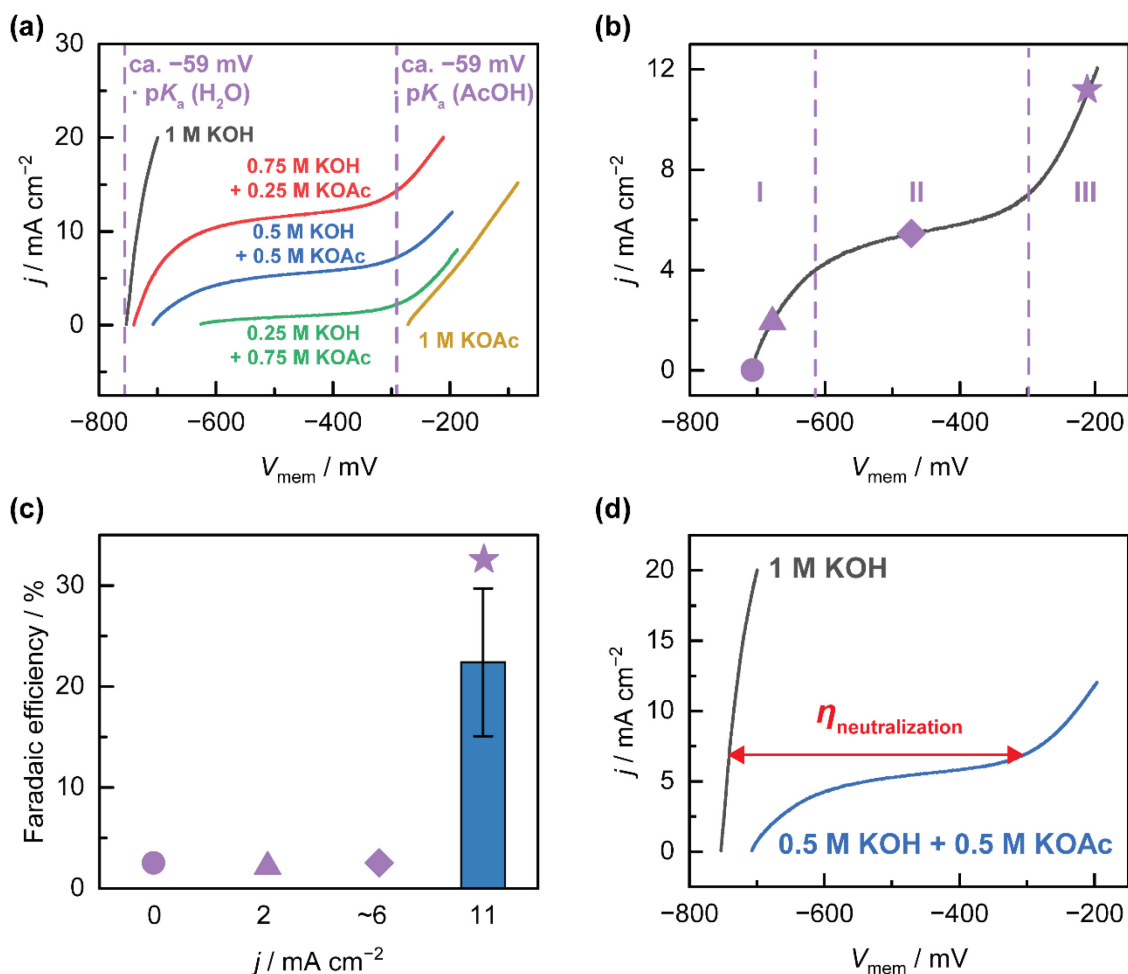 (a)
30
20
10
0
j / mA cm⁻²
ca. −59 mV
· pKₐ (H₂O)
ca. −59 mV
· pKₐ (AcOH)
1 M KOH
0.75 M KOH
+ 0.25 M KOAc
0.5 M KOH
+ 0.5 M KOAc
0.25 M KOH
+ 0.75 M KOAc
1 M KOAc
−800 −600 −400 −200
Vmem / mV
(b)
12
8
4
0
j / mA cm⁻²
I II III
−800 −600 −400 −200
Vmem / mV
(c)
30
20
10
0
Faradaic efficiency / %
0 2 ~6 11
j / mA cm⁻²
(d)
20
15
10
5
0
j / mA cm⁻²
1 M KOH
ηneutralization
0.5 M KOH + 0.5 M KOAc
−800 −600 −400 −200
Vmem / mV